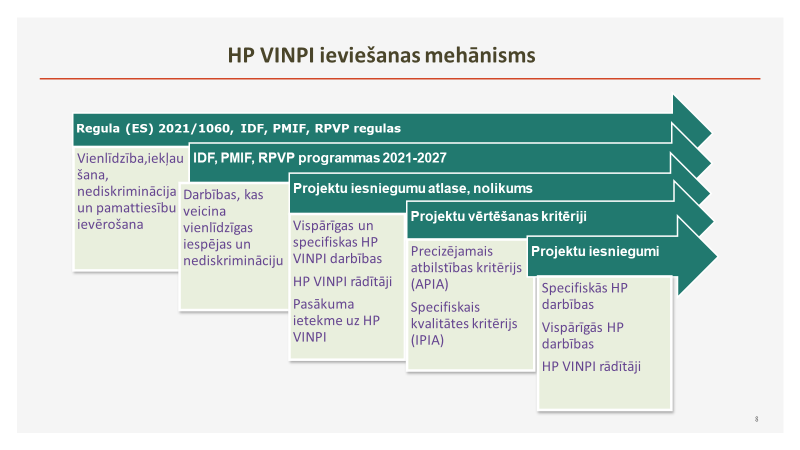 HP VINPI ieviešanas mehānisms
Regula (ES) 2021/1060, IDF, PMIF, RPVP regulas
Vienlīdzība,iekļau
šana,
nediskriminācija
un pamattiesību
ievērošana
IDF, PMIF, RPVP programmas 2021-2027
Darbības, kas
veicina
vienlīdzīgas
iespējas un
nediskrimināciju
Projektu iesniegumu atlase, nolikums
Vispārīgas un
specifiskas HP
VINPI darbības
HP VINPI rādītāji
Pasākuma
ietekme uz HP
VINPI
Projektu vērtēšanas kritēriji
Precizējamais
atbilstības kritērijs
(APIA)
Specifiskais
kvalitātes kritērijs
(IPIA)
Projektu iesniegumi
Specifiskās HP
darbības
Vispārīgās HP
darbības
HP VINPI rādītāji
8